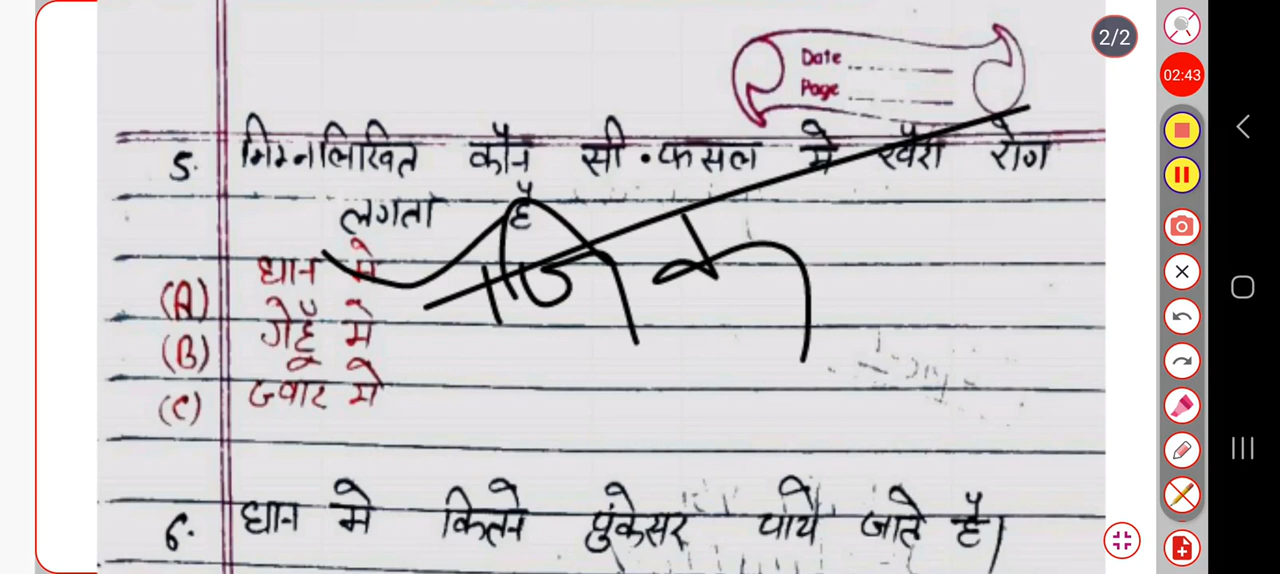 2/2
02:43
Date
Page
5. निम्नलिखित कौन सी फसल मे खैरा रोग
लगता है
(A) धान मे
(B) गेहूँ मे
(C) ज्वार मे
6. धान मे कितने पुंकेसर पाये जाते है।